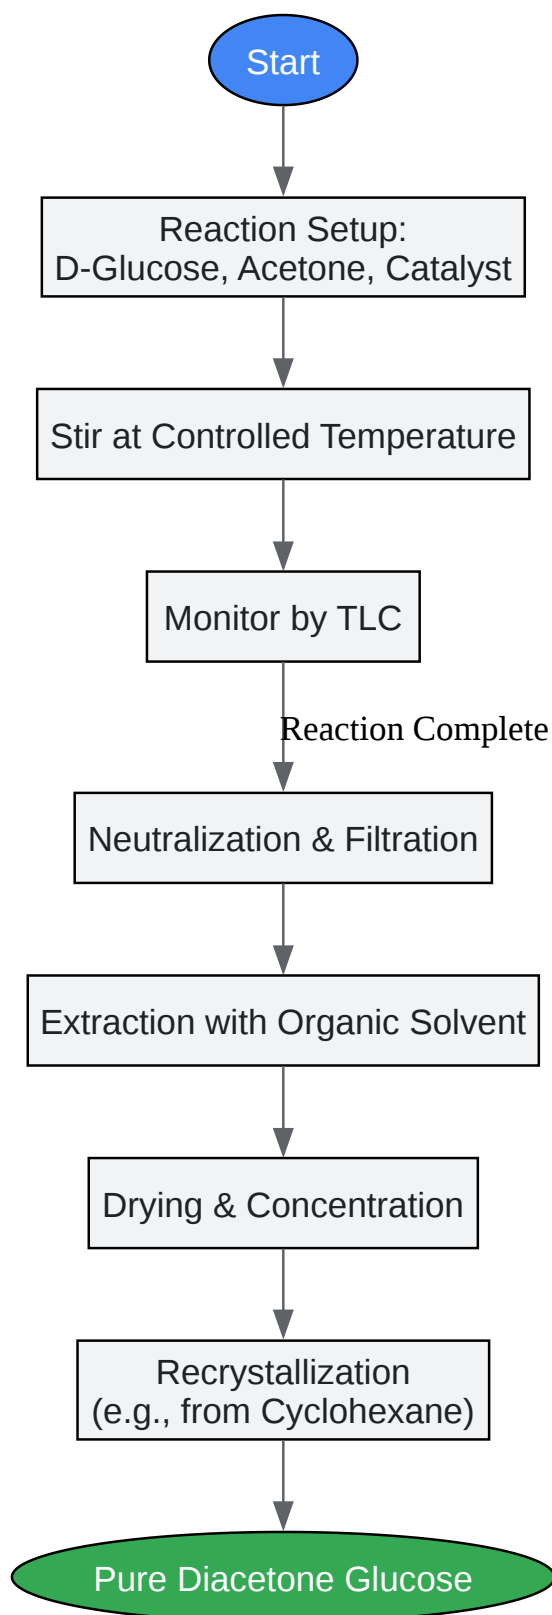 Start
Reaction Setup:
D-Glucose, Acetone, Catalyst
Stir at Controlled Temperature
Monitor by TLC
Reaction Complete
Neutralization & Filtration
Extraction with Organic Solvent
Drying & Concentration
Recrystallization
(e.g., from Cyclohexane)
Pure Diacetone Glucose